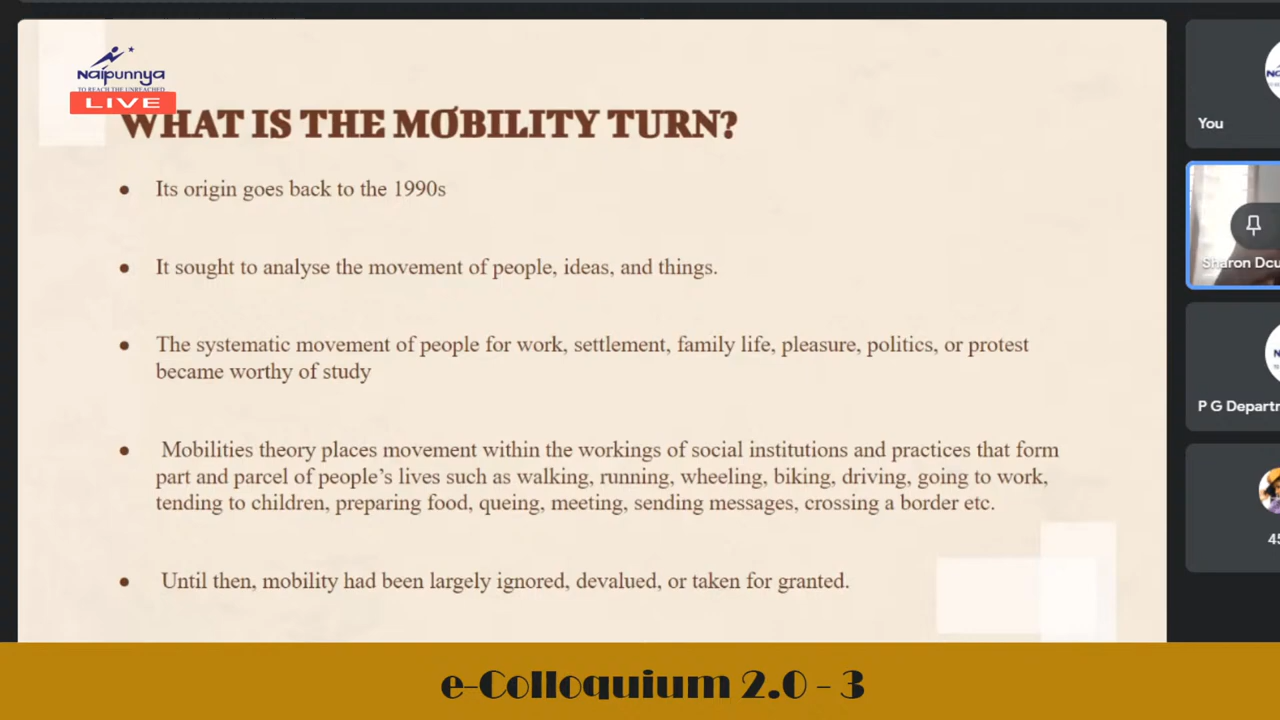 Naipunnya
TO REACH THE UNREACHED
LIVE
WHAT IS THE MOBILITY TURN?
● Its origin goes back to the 1990s
● It sought to analyse the movement of people, ideas, and things.
● The systematic movement of people for work, settlement, family life, pleasure, politics, or protest
became worthy of study
● Mobilities theory places movement within the workings of social institutions and practices that form
part and parcel of people's lives such as walking, running, wheeling, biking, driving, going to work,
tending to children, preparing food, queing, meeting, sending messages, crossing a border etc.
● Until then, mobility had been largely ignored, devalued, or taken for granted.
You
Sharon Dcu
P G Departr
45
e-Colloquium 2.0 - 3